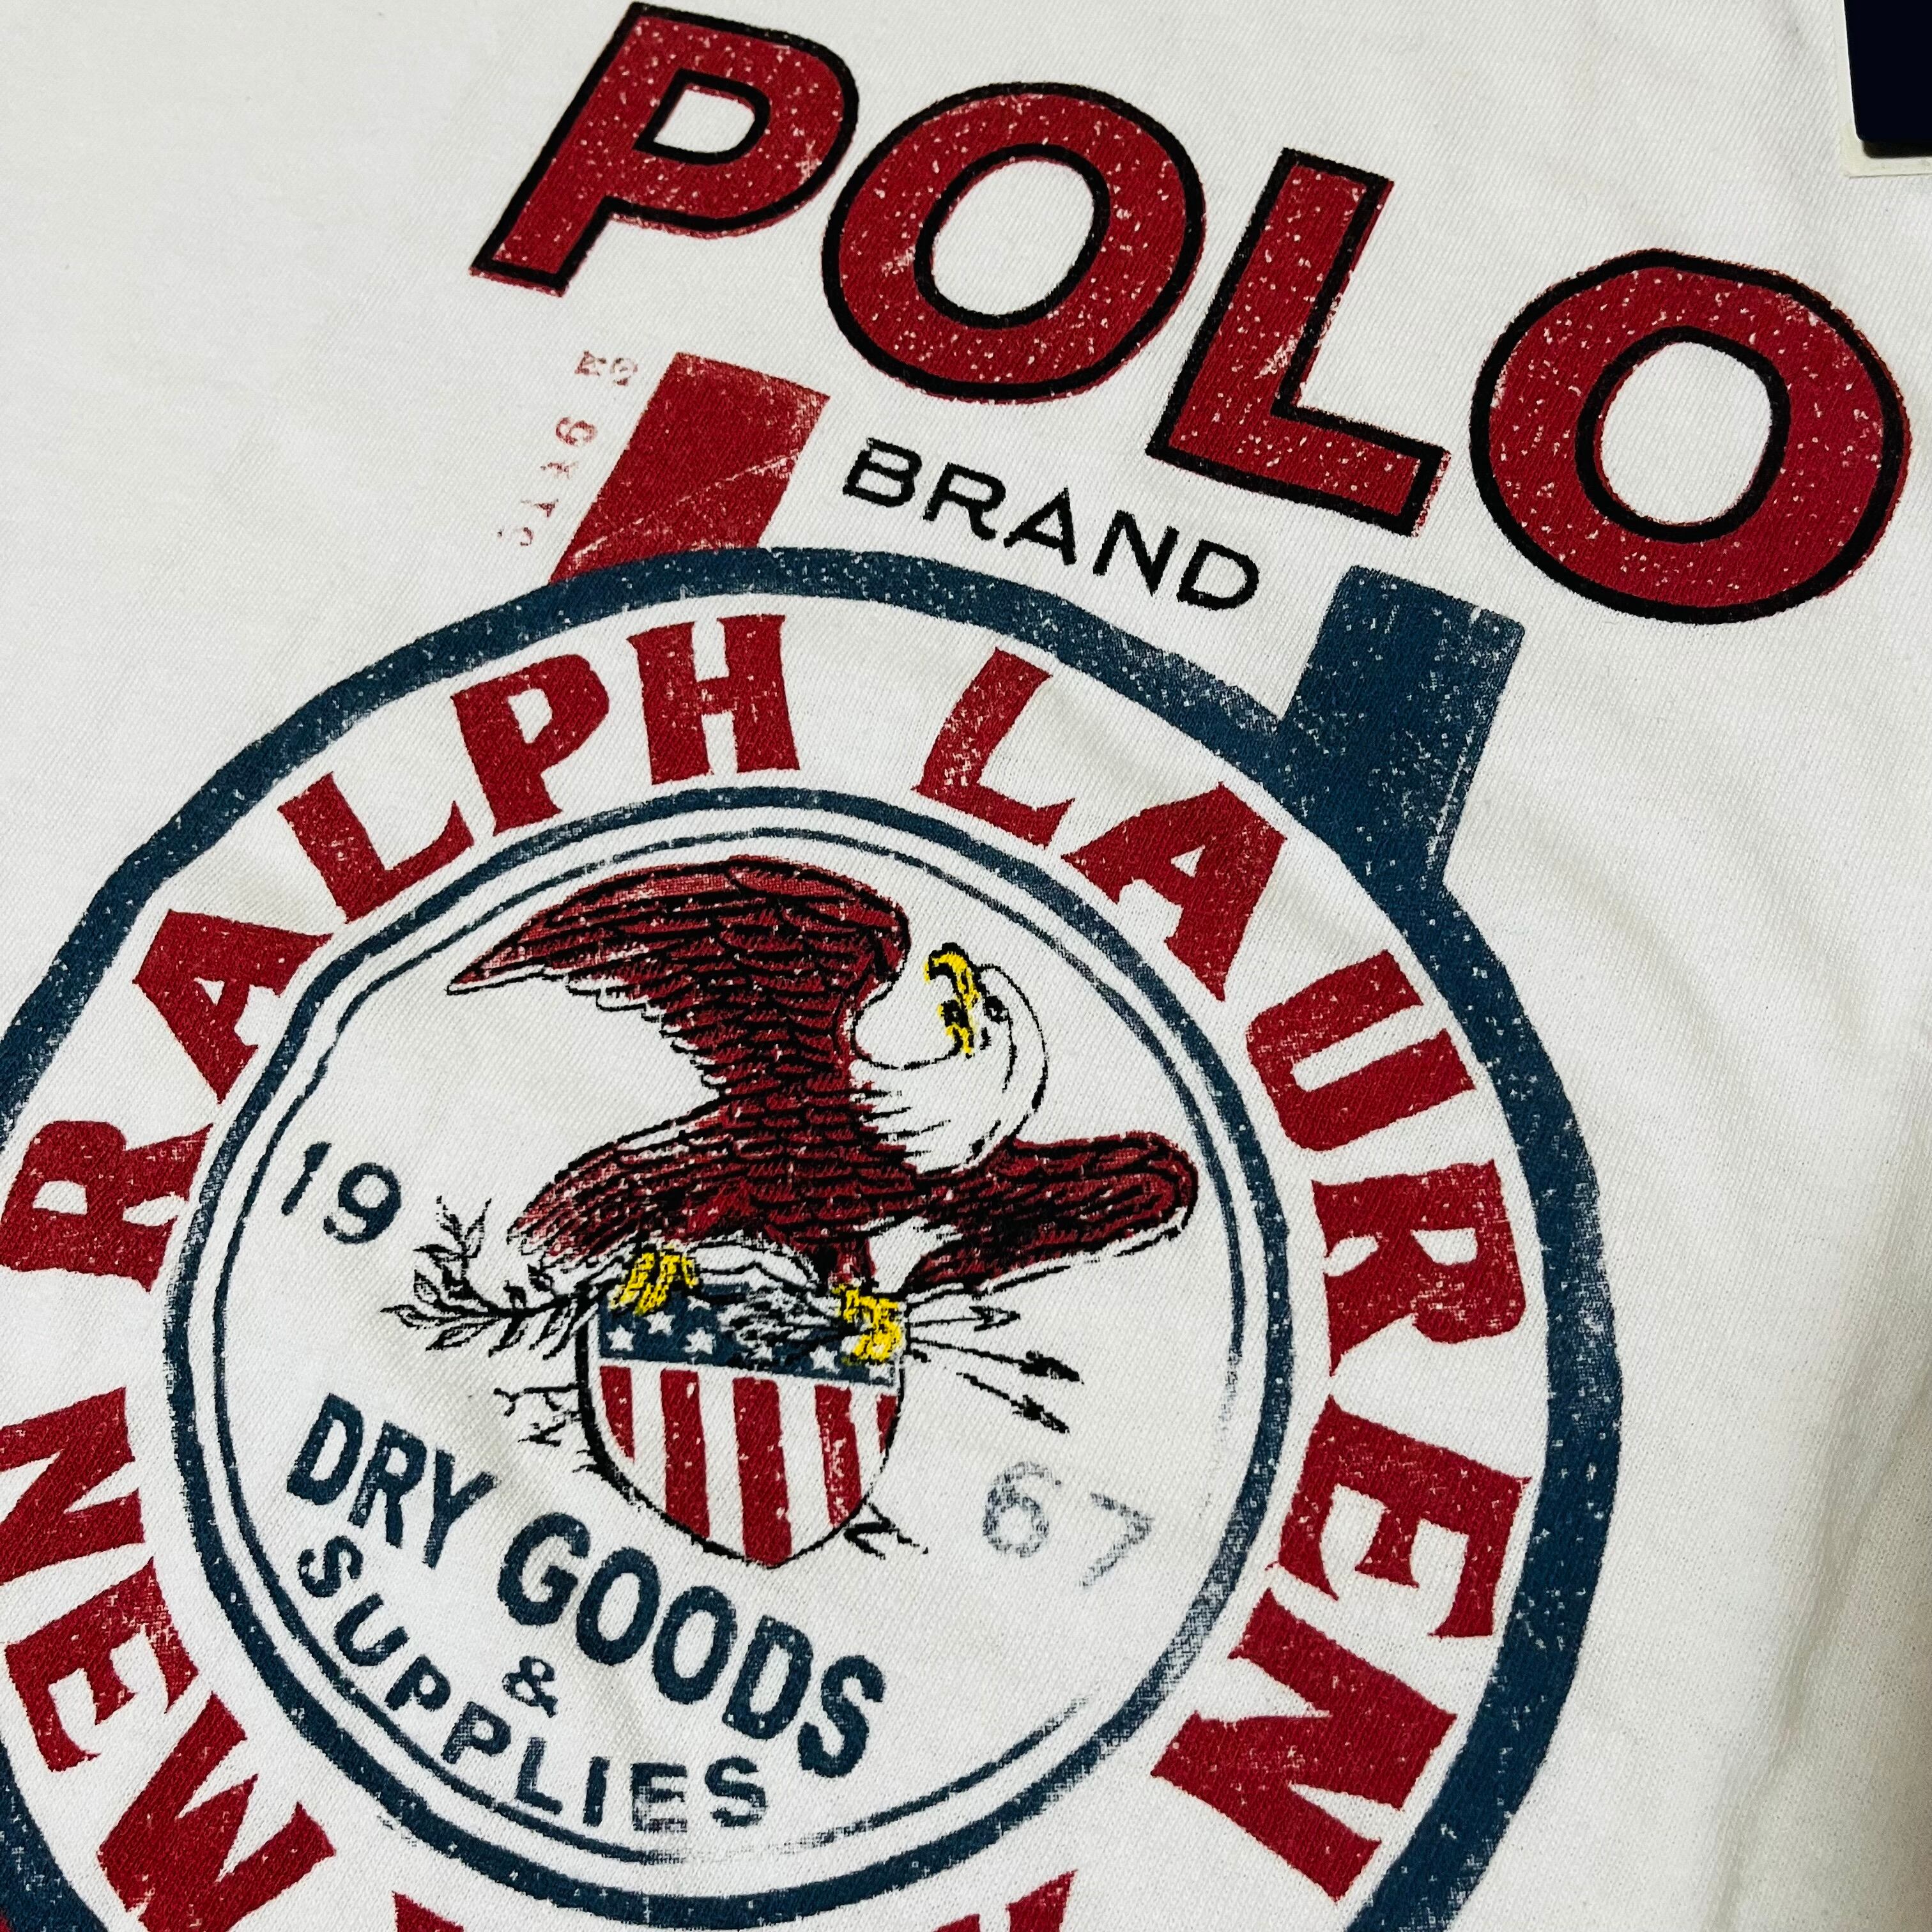 POLO
BRAND
RALPH LAUREN
19 67
DRY GOODS
&
SUPPLIES